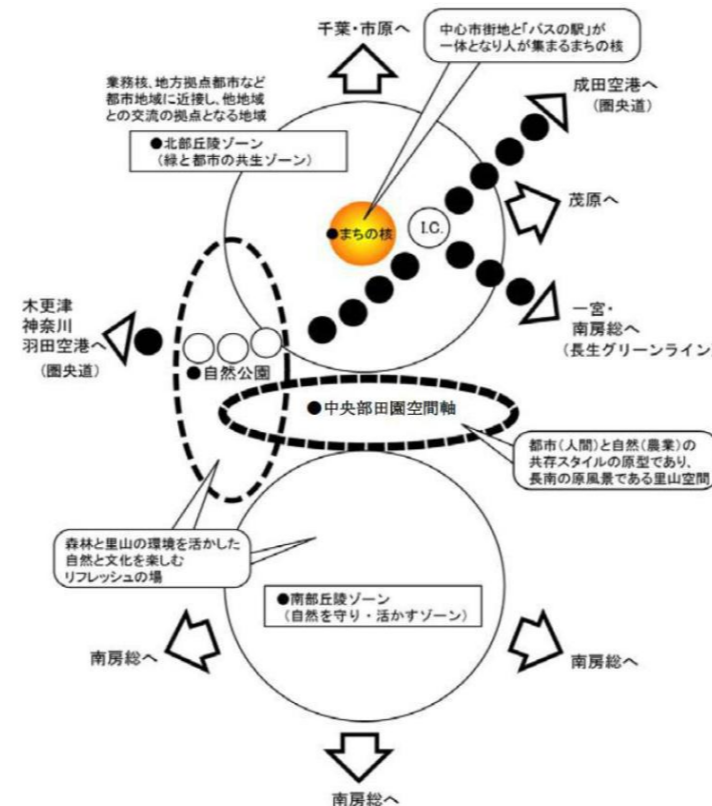 千葉・市原へ
中心市街地と「バスの駅」が
一体となり人が集まるまちの核
業務核、地方拠点都市など
都市地域に近接し、他地域
との交流の拠点となる地域
成田空港へ
(圏央道)
●北部丘陵ゾーン
(緑と都市の共生ゾーン)
茂原へ
I.C.
●まちの核
木更津
神奈川
羽田空港へ
(圏央道)
一宮・
南房総へ
(長生グリーンライン)
●自然公園
●中央部田園空間軸
都市(人間)と自然(農業)の
共存スタイルの原型であり、
長南の原風景である里山空間
森林と里山の環境を活かした
自然と文化を楽しむ
リフレッシュの場
●南部丘陵ゾーン
(自然を守り・活かすゾーン)
南房総へ
南房総へ
南房総へ